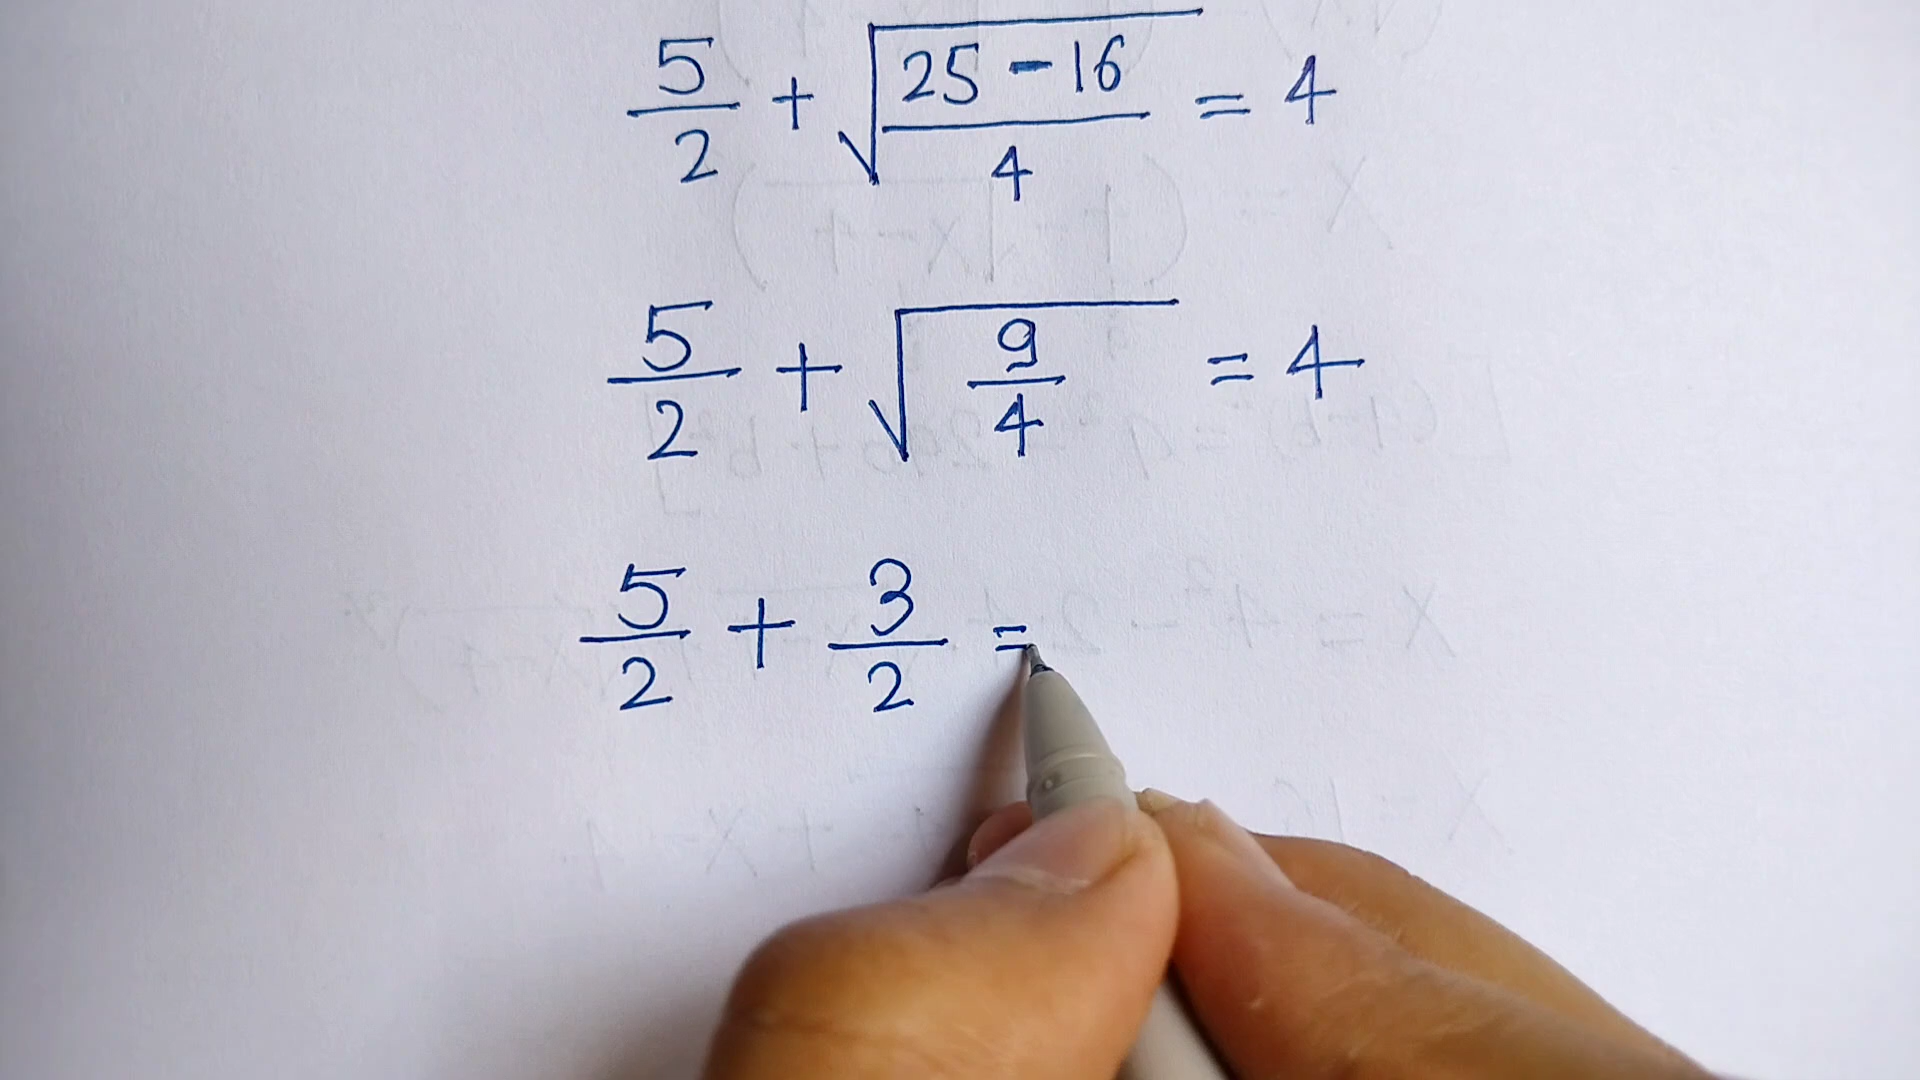 5/2 + √((25 - 16)/4) = 4
5/2 + √(9/4) = 4
5/2 + 3/2 =